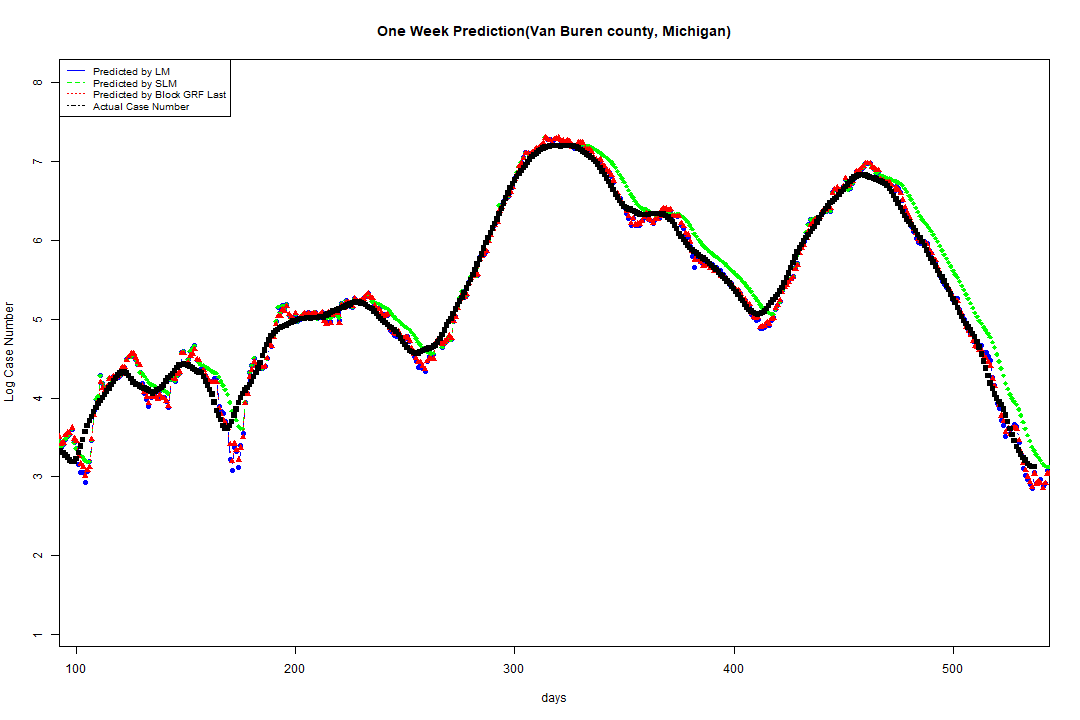 One Week Prediction(Van Buren county, Michigan)
Predicted by LM
Predicted by SLM
Predicted by Block GRF Last
Actual Case Number
8
7
6
5
4
3
2
1
Log Case Number
100 200 300 400 500
days